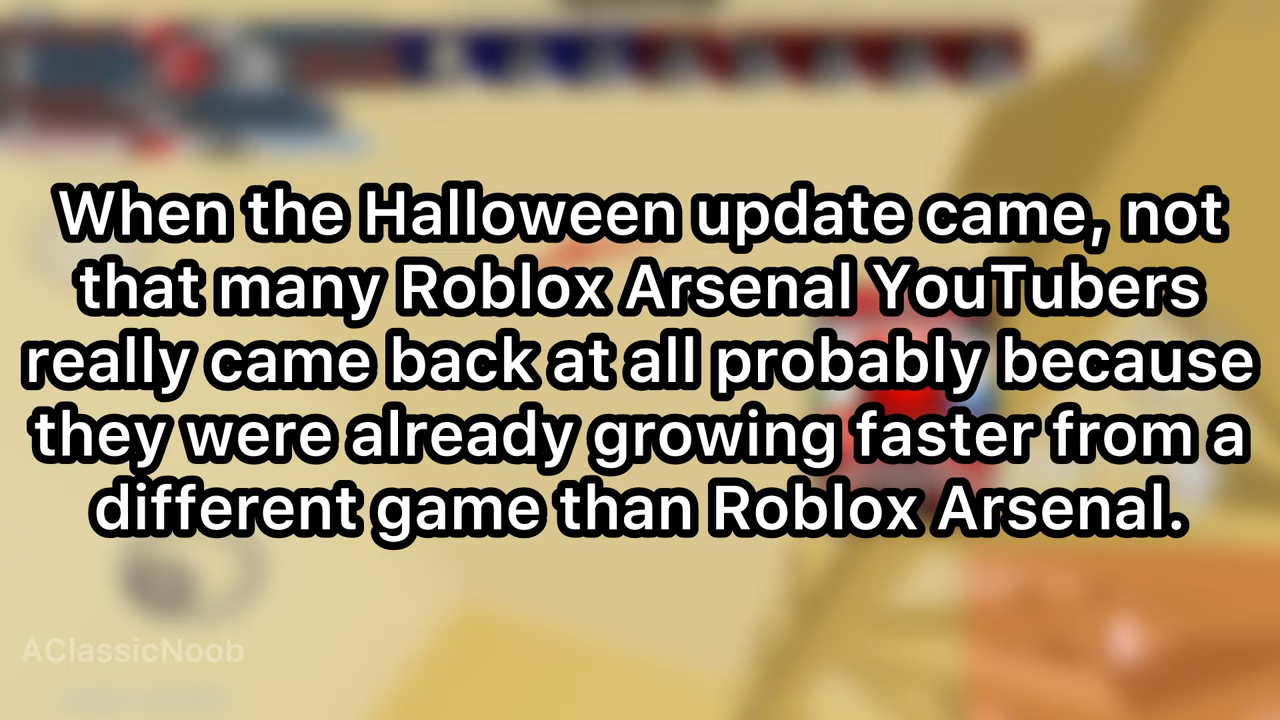 When the Halloween update came, not
that many Roblox Arsenal YouTubers
really came back at all probably because
they were already growing faster from a
different game than Roblox Arsenal.
AClassicNoob